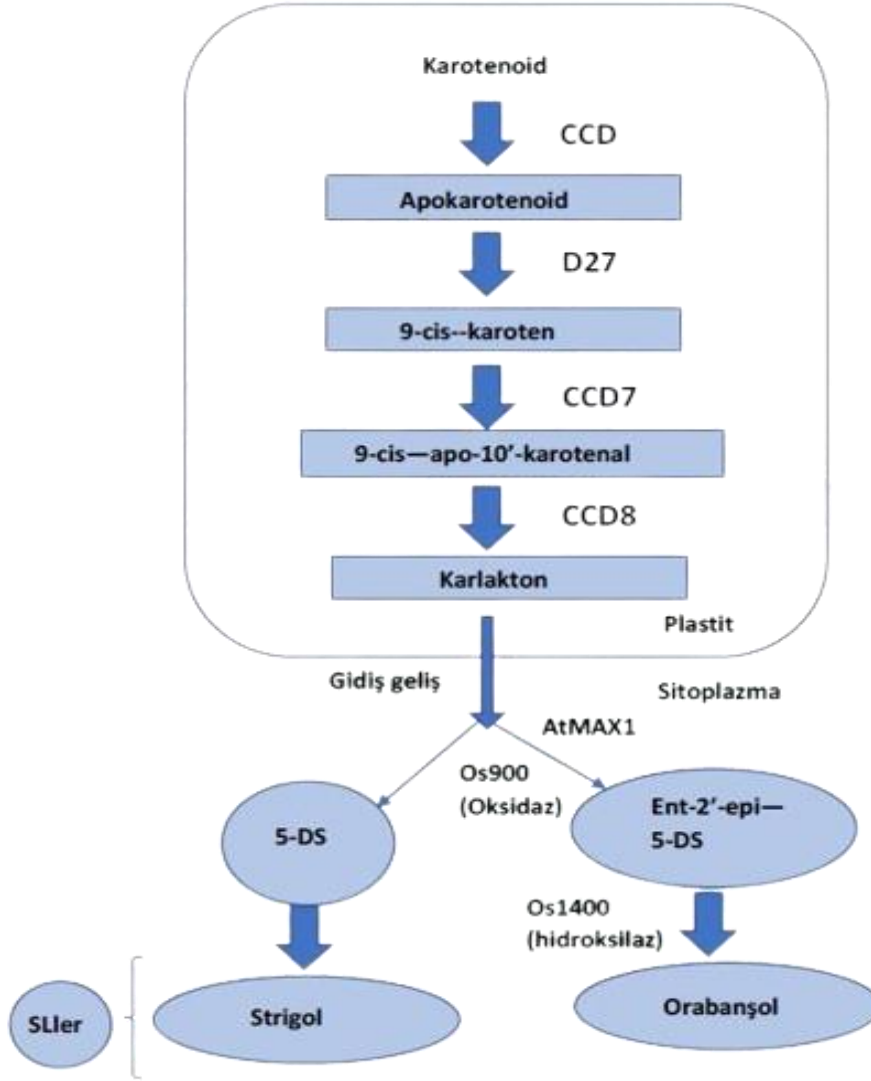 Karotenoid
CCD
Apokarotenoid
D27
9-cis--karoten
CCD7
9-cis—apo-10′-karotenal
CCD8
Karlakton
Plastit
Gidiş geliş
Sitoplazma
AtMAX1
Os900
(Oksidaz)
5-DS
Ent-2′-epi—
5-DS
Os1400
(hidroksilaz)
SLler
Strigol
Orabanşol